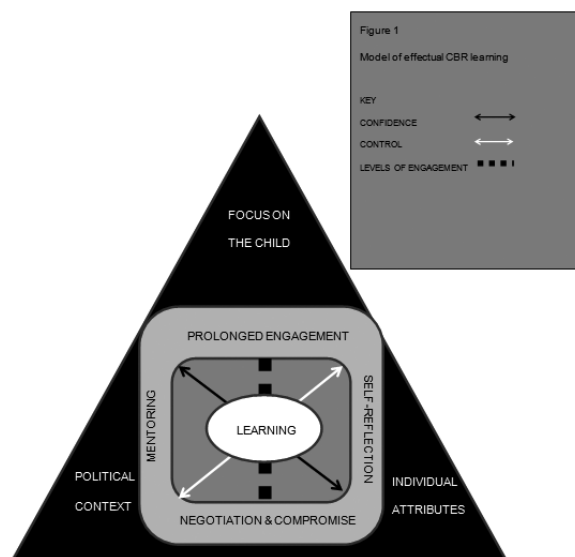 Figure 1
Model of effectual CBR learning
KEY
CONFIDENCE
CONTROL
LEVELS OF ENGAGEMENT
FOCUS ON
THE CHILD
PROLONGED ENGAGEMENT
MENTORING
SELF-REFLECTION
LEARNING
POLITICAL
CONTEXT
INDIVIDUAL
ATTRIBUTES
NEGOTIATION & COMPROMISE